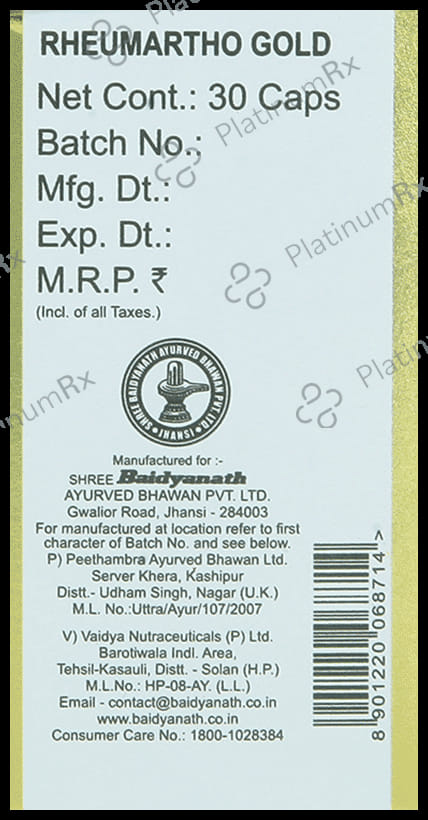 RHEUMARTHO GOLD
Net Cont.: 30 Caps
Batch No.:
Mfg. Dt.:
Exp. Dt.:
M.R.P. ₹
(Incl. of all Taxes.)
SHREE BAIDYANATH AYURVED BHAWAN PVT. LTD.
JHANSI
Manufactured for :-
SHREE Baidyanath
AYURVED BHAWAN PVT. LTD.
Gwalior Road, Jhansi - 284003
For manufactured at location refer to first
character of Batch No. and see below.
P) Peethambra Ayurved Bhawan Ltd.
Server Khera, Kashipur
Distt.- Udham Singh, Nagar (U.K.)
M.L. No.:Uttra/Ayur/107/2007
V) Vaidya Nutraceuticals (P) Ltd.
Barotiwala Indl. Area,
Tehsil-Kasauli, Distt. - Solan (H.P.)
M.L.No.: HP-08-AY. (L.L.)
Email - contact@baidyanath.co.in
www.baidyanath.co.in
Consumer Care No.: 1800-1028384
8 901220 068714 >
PlatinumRx
PlatinumRx
PlatinumRx
PlatinumRx